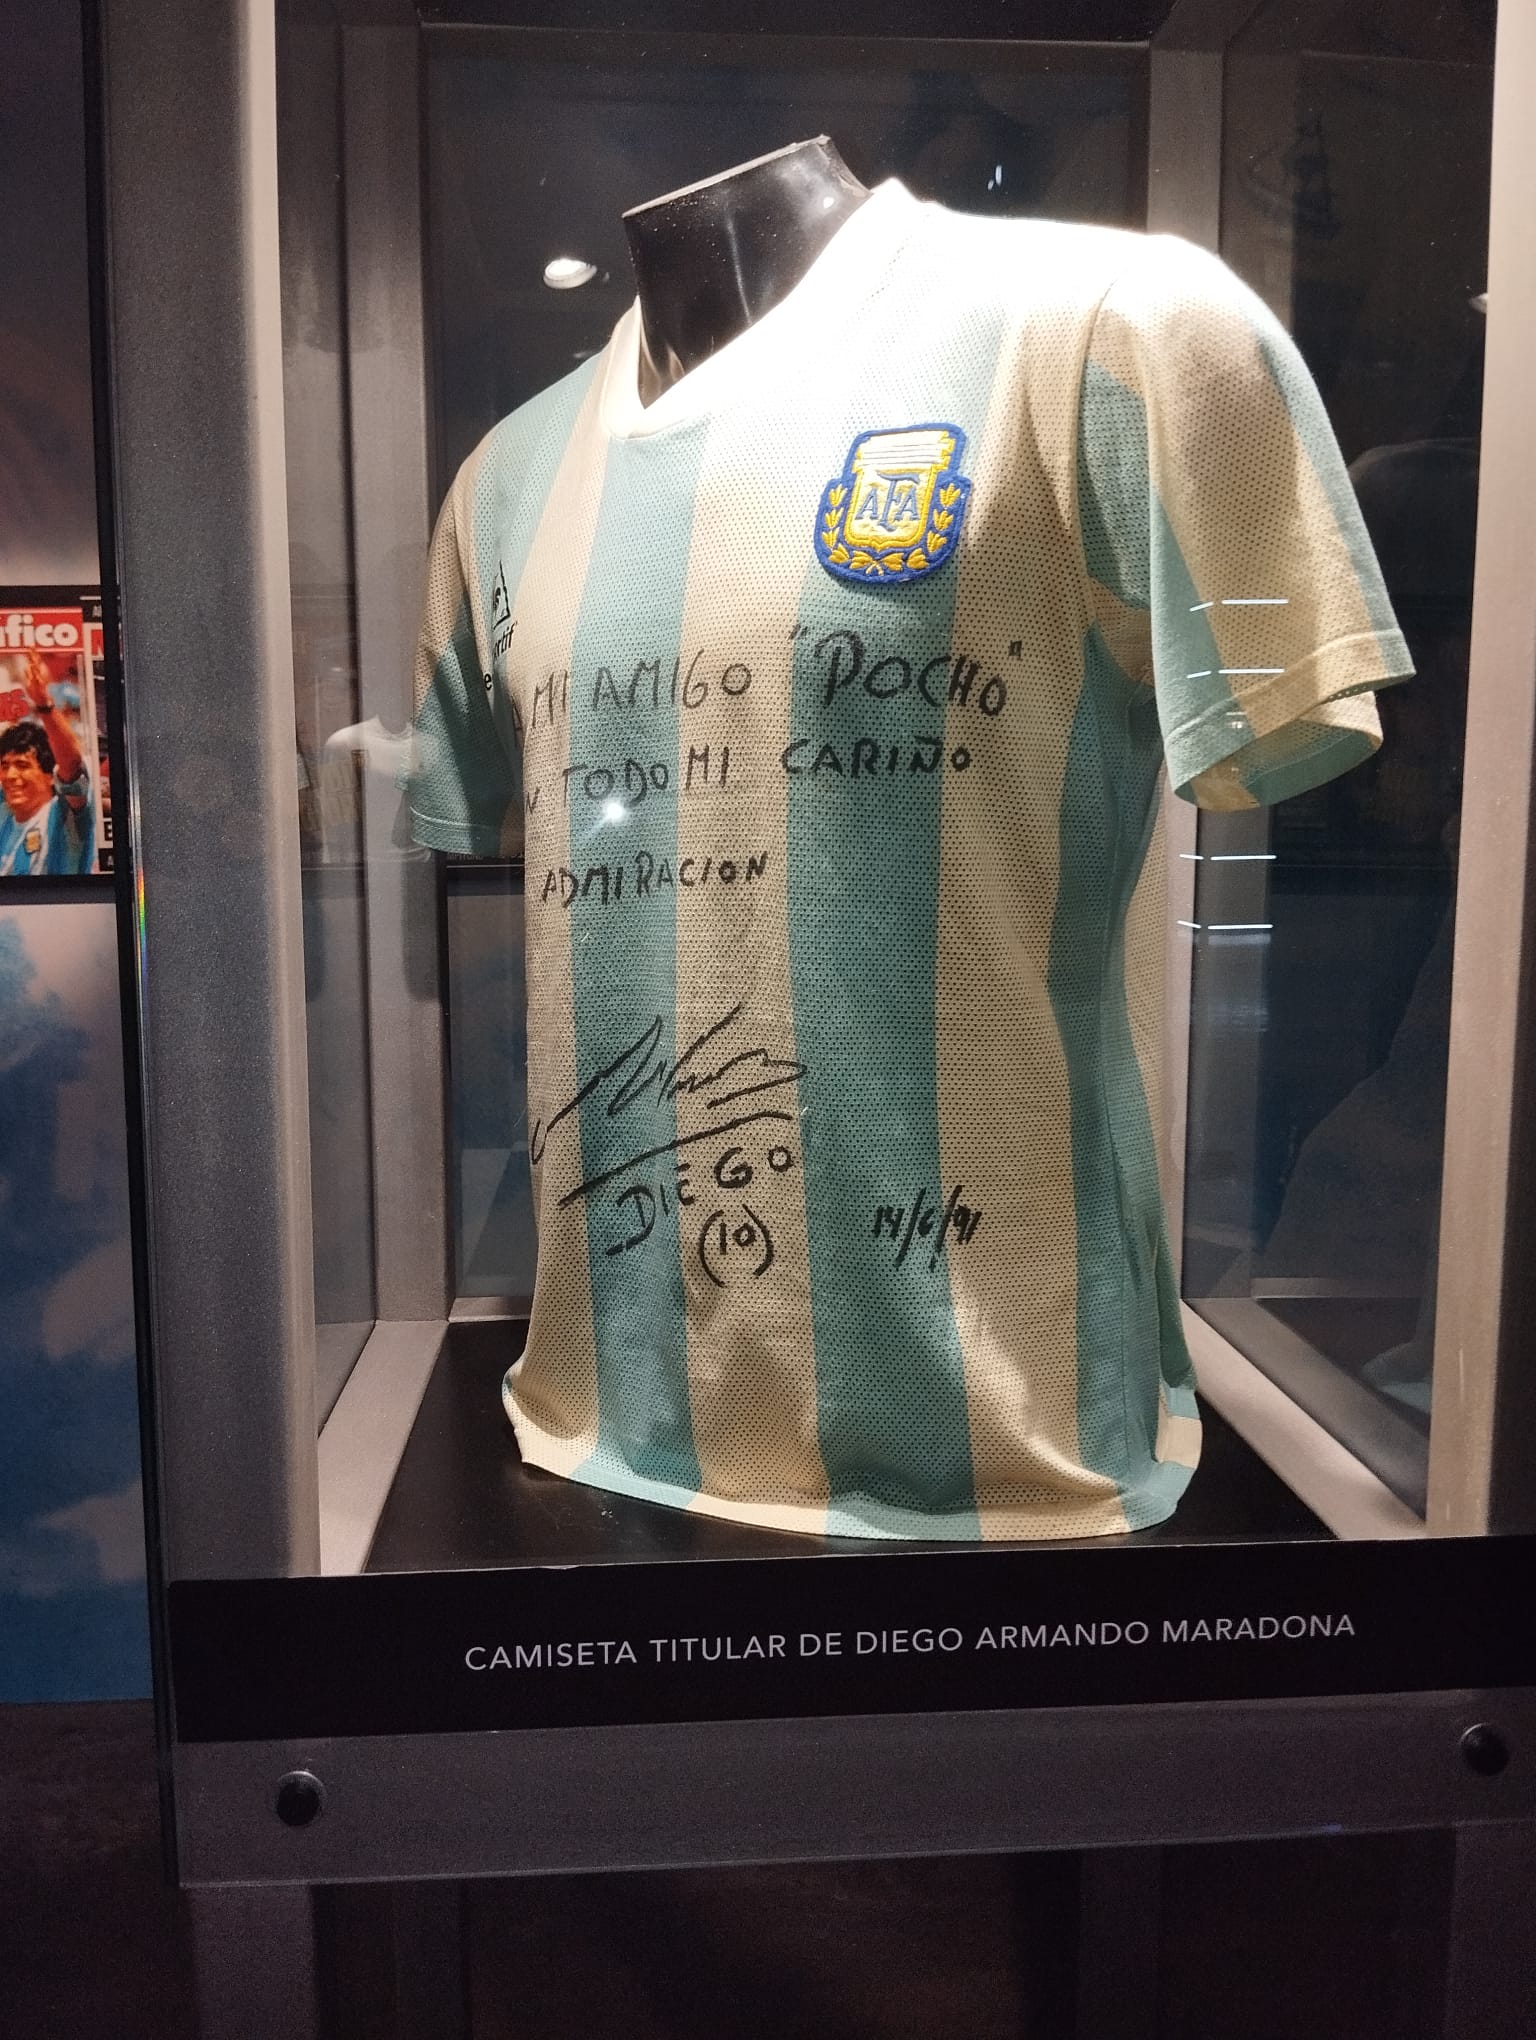 AFA
A MI AMIGO "POCHO"
N TODO MI CARIÑO
ADMIRACION
DIEGO
(10)
14/6/91
CAMISETA TITULAR DE DIEGO ARMANDO MARADONA